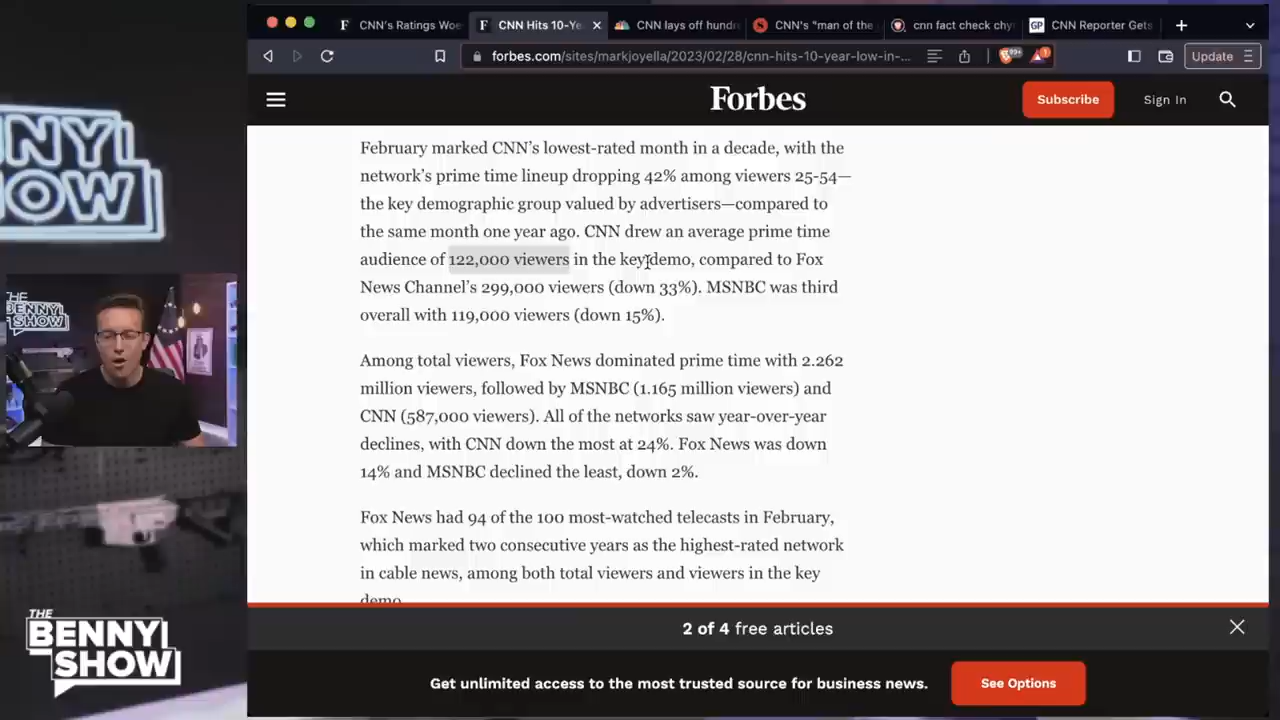 CNN's Ratings Woe
CNN Hits 10-Ye
CNN lays off hundr
CNN's "man of the
cnn fact check chy
CNN Reporter Gets
forbes.com/sites/markjoyella/2023/02/28/cnn-hits-10-year-low-in-...
99+
1
Update
Forbes
Subscribe
Sign In
February marked CNN's lowest-rated month in a decade, with the
network's prime time lineup dropping 42% among viewers 25-54—
the key demographic group valued by advertisers—compared to
the same month one year ago. CNN drew an average prime time
audience of 122,000 viewers in the key demo, compared to Fox
News Channel's 299,000 viewers (down 33%). MSNBC was third
overall with 119,000 viewers (down 15%).
Among total viewers, Fox News dominated prime time with 2.262
million viewers, followed by MSNBC (1.165 million viewers) and
CNN (587,000 viewers). All of the networks saw year-over-year
declines, with CNN down the most at 24%. Fox News was down
14% and MSNBC declined the least, down 2%.
Fox News had 94 of the 100 most-watched telecasts in February,
which marked two consecutive years as the highest-rated network
in cable news, among both total viewers and viewers in the key
demo.
2 of 4 free articles
Get unlimited access to the most trusted source for business news.
See Options
NNY
OW
THE
BENNY
SHOW
THE
BENNY
SHOW